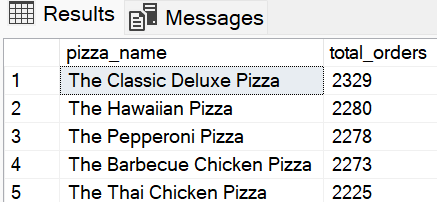 Results Messages
pizza_name total_orders
1 The Classic Deluxe Pizza 2329
2 The Hawaiian Pizza 2280
3 The Pepperoni Pizza 2278
4 The Barbecue Chicken Pizza 2273
5 The Thai Chicken Pizza 2225